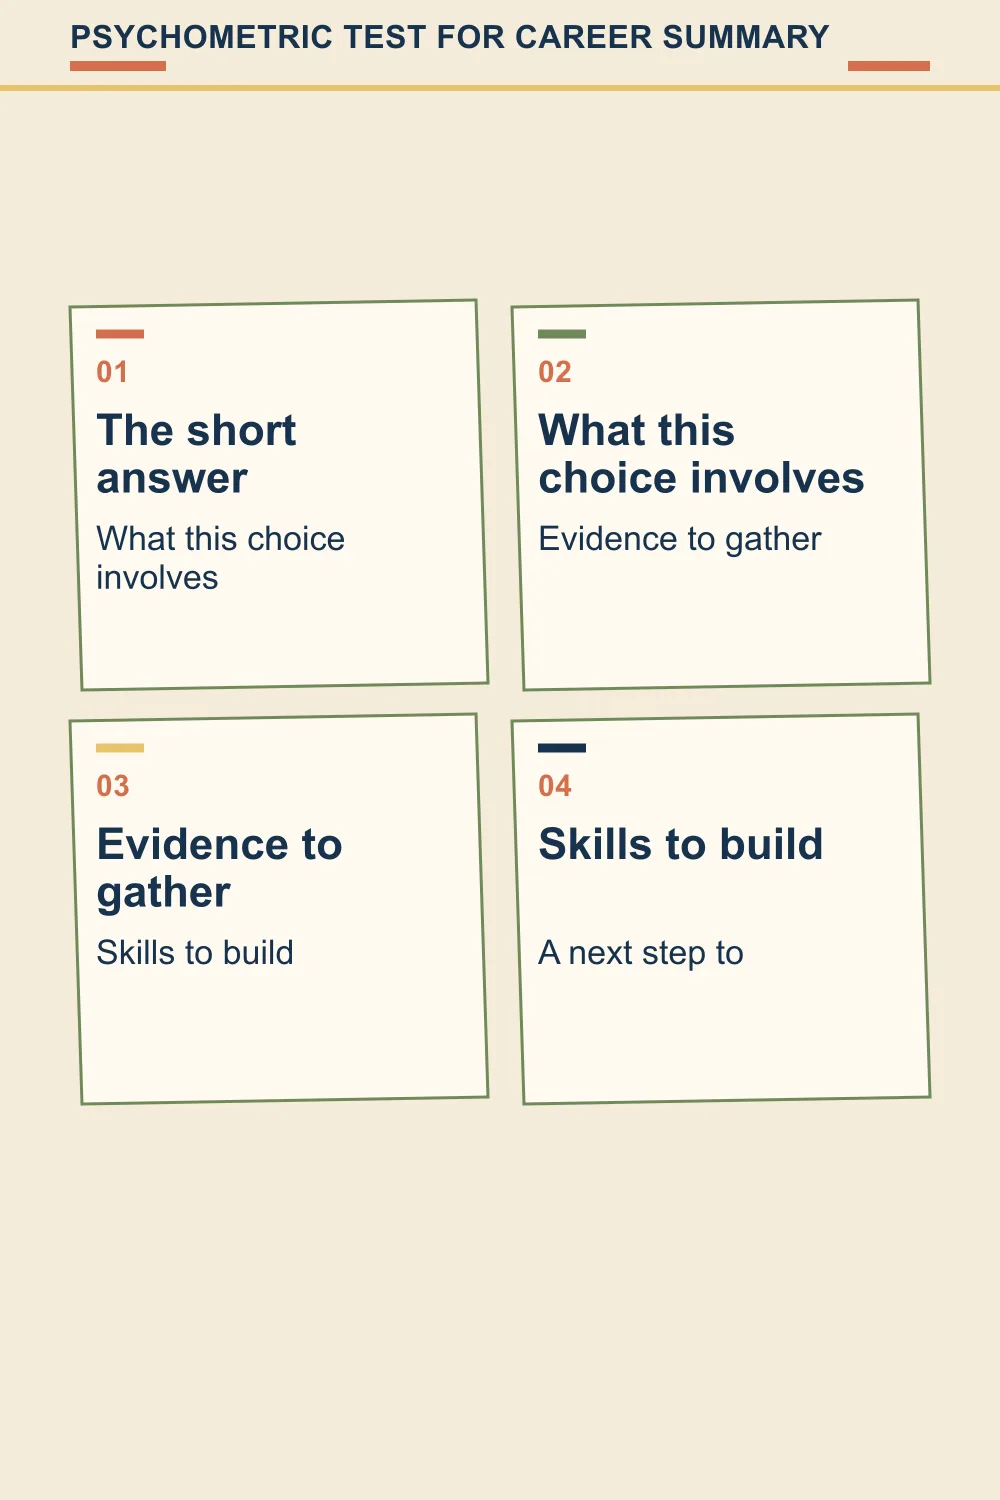 PSYCHOMETRIC TEST FOR CAREER SUMMARY
01
The short
answer
What this choice
involves
02
What this
choice involves
Evidence to gather
03
Evidence to
gather
Skills to build
04
Skills to build
A next step to